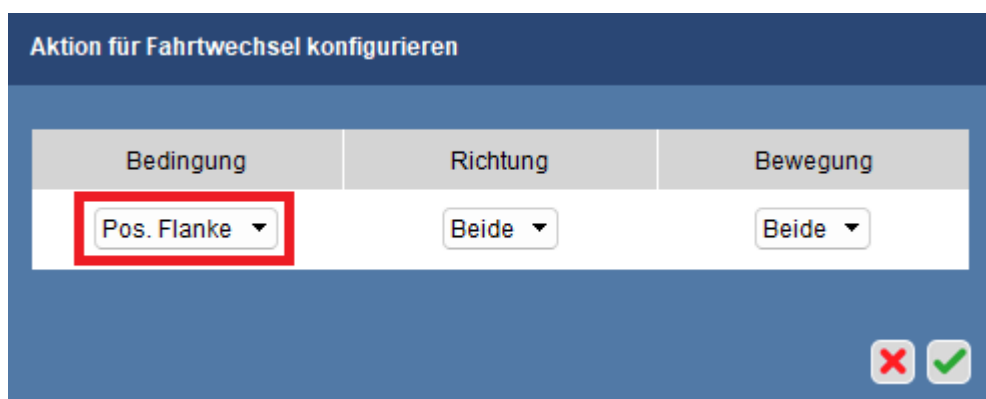 Aktion für Fahrtwechsel konfigurieren
Bedingung Richtung Bewegung
Pos. Flanke Beide Beide